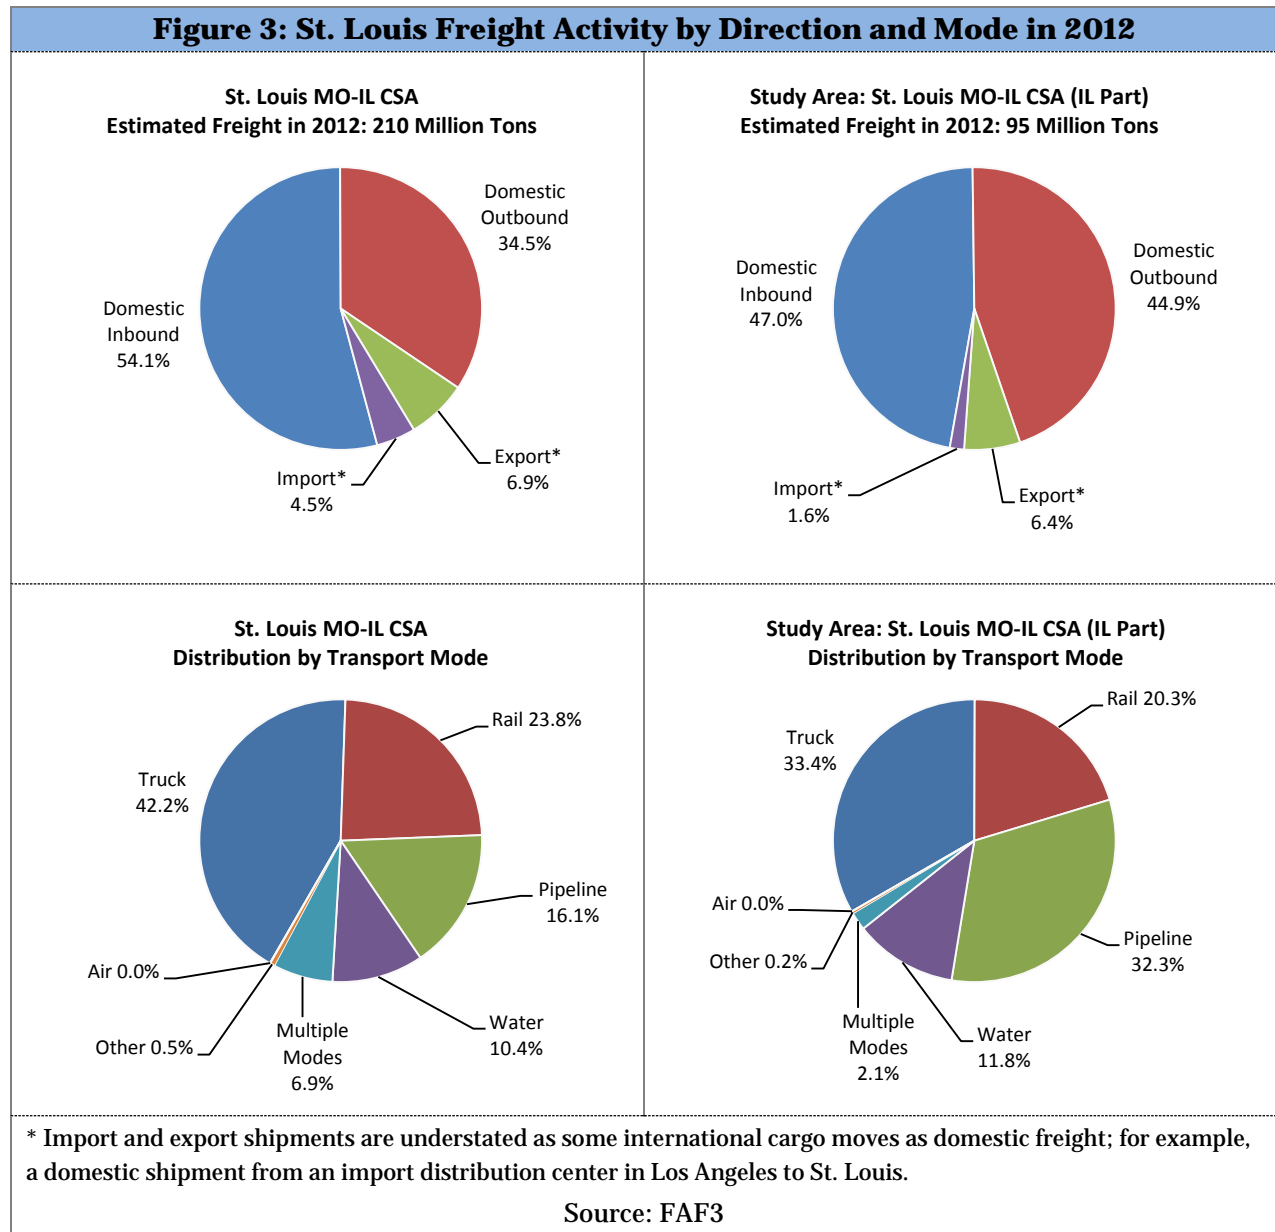 Figure 3: St. Louis Freight Activity by Direction and Mode in 2012
St. Louis MO-IL CSA
Estimated Freight in 2012: 210 Million Tons
Domestic
Outbound
34.5%
Domestic
Inbound
54.1%
Export*
6.9%
Import*
4.5%
Study Area: St. Louis MO-IL CSA (IL Part)
Estimated Freight in 2012: 95 Million Tons
Domestic
Inbound
47.0%
Domestic
Outbound
44.9%
Import*
1.6%
Export*
6.4%
St. Louis MO-IL CSA
Distribution by Transport Mode
Rail 23.8%
Truck
42.2%
Pipeline
16.1%
Air 0.0%
Other 0.5%
Multiple
Modes
6.9%
Water
10.4%
Study Area: St. Louis MO-IL CSA (IL Part)
Distribution by Transport Mode
Rail 20.3%
Truck
33.4%
Air 0.0%
Other 0.2%
Pipeline
32.3%
Multiple
Modes
2.1%
Water
11.8%
* Import and export shipments are understated as some international cargo moves as domestic freight; for example,
a domestic shipment from an import distribution center in Los Angeles to St. Louis.
Source: FAF3